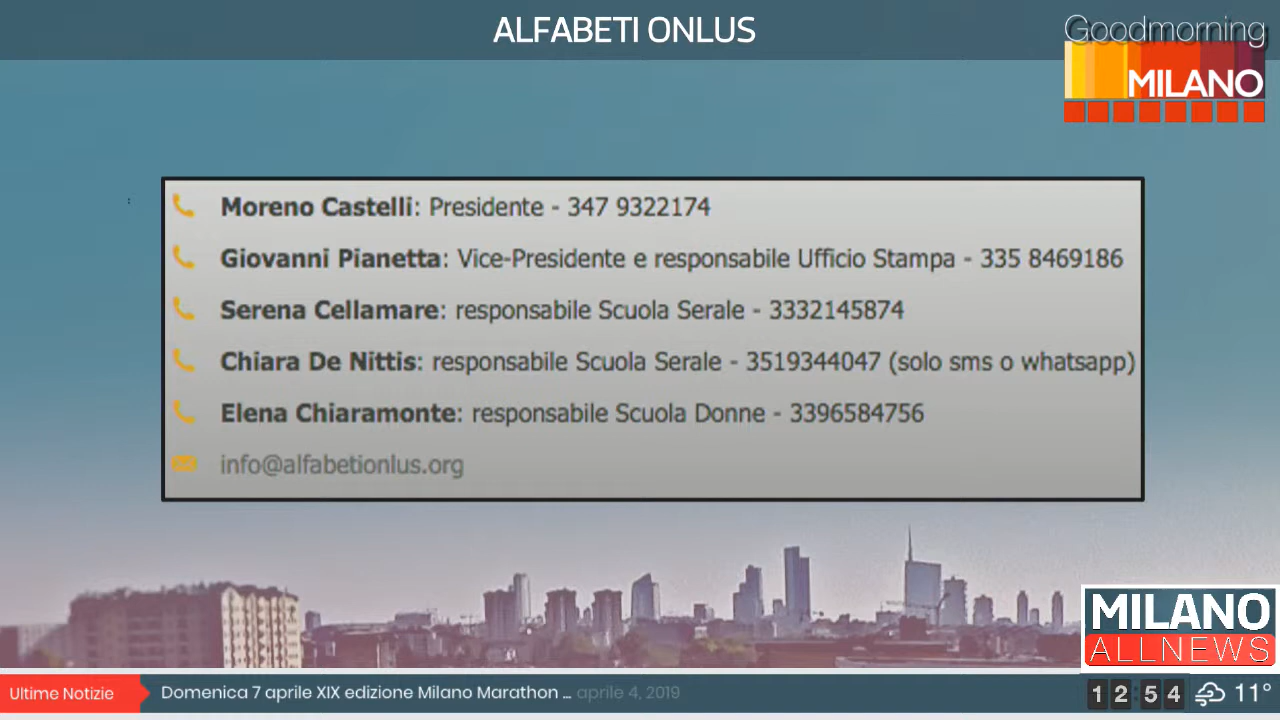 ALFABETI ONLUS
Goodmorning
MILANO
Moreno Castelli: Presidente - 347 9322174
Giovanni Pianetta: Vice-Presidente e responsabile Ufficio Stampa - 335 8469186
Serena Cellamare: responsabile Scuola Serale - 3332145874
Chiara De Nittis: responsabile Scuola Serale - 3519344047 (solo sms o whatsapp)
Elena Chiaramonte: responsabile Scuola Donne - 3396584756
info@alfabetionlus.org
MILANO
ALLNEWS
Ultime Notizie Domenica 7 aprile XIX edizione Milano Marathon ... aprile 4, 2019 12:54 11°